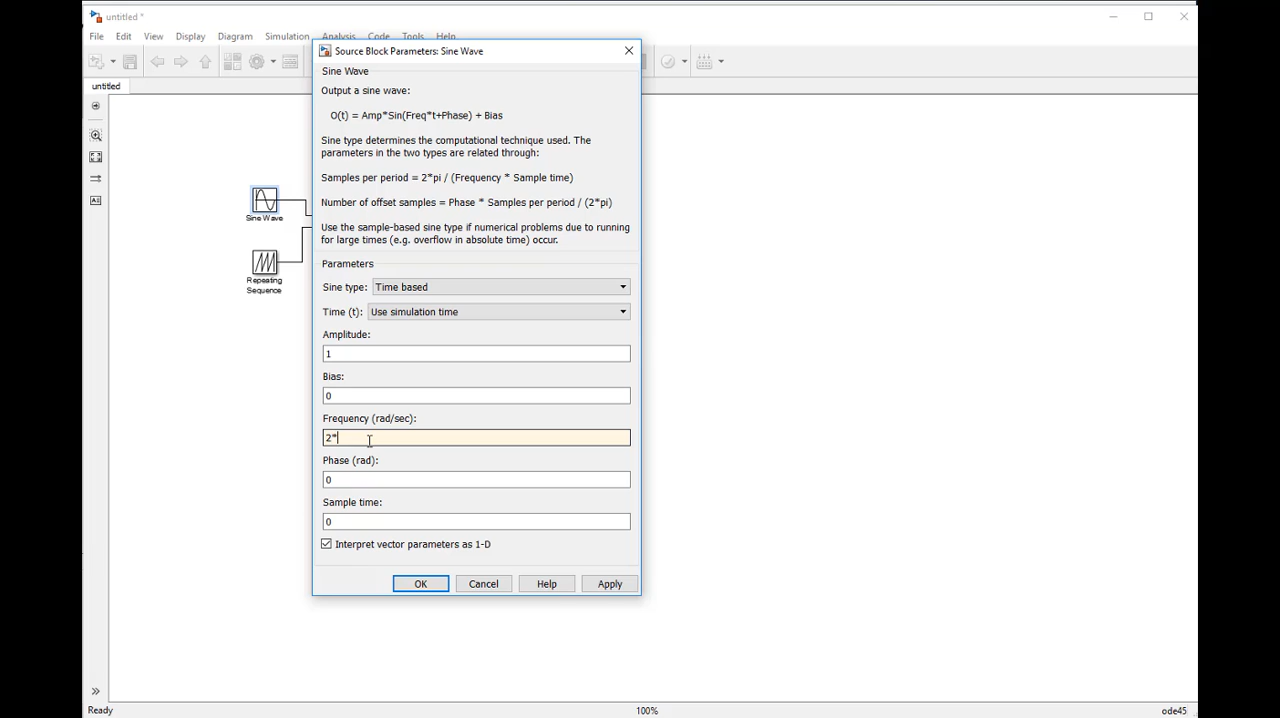 untitled *
File Edit View Display Diagram Simulation Analysis Code Tools Help
untitled
Source Block Parameters: Sine Wave
Sine Wave
Output a sine wave:
O(t) = Amp*Sin(Freq*t+Phase) + Bias
Sine type determines the computational technique used. The
parameters in the two types are related through:
Samples per period = 2*pi / (Frequency * Sample time)
Number of offset samples = Phase * Samples per period / (2*pi)
Use the sample-based sine type if numerical problems due to running
for large times (e.g. overflow in absolute time) occur.
Parameters
Sine type: Time based
Time (t): Use simulation time
Amplitude:
1
Bias:
0
Frequency (rad/sec):
2*
Phase (rad):
0
Sample time:
0
Interpret vector parameters as 1-D
OK Cancel Help Apply
Sine Wave
Repeating
Sequence
Ready 100% ode45